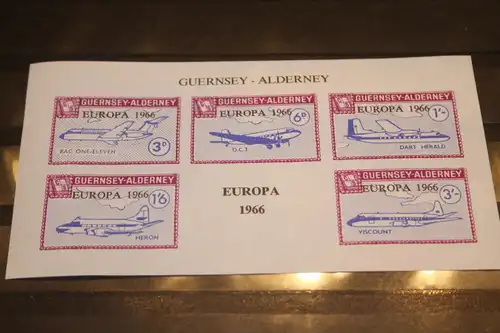 GUERNSEY - ALDERNEY
GUERNSEY-ALDERNEY
EUROPA 1966
3D
BAC ONE-ELEVEN
GUERNSEY-ALDERNEY
EUROPA 1966
6D
D.C.3
GUERNSEY-ALDERNEY
EUROPA 1966
1/-
DART HERALD
GUERNSEY-ALDERNEY
EUROPA 1966
1/6
HERON
EUROPA
1966
GUERNSEY-ALDERNEY
EUROPA 1966
3/-
VISCOUNT